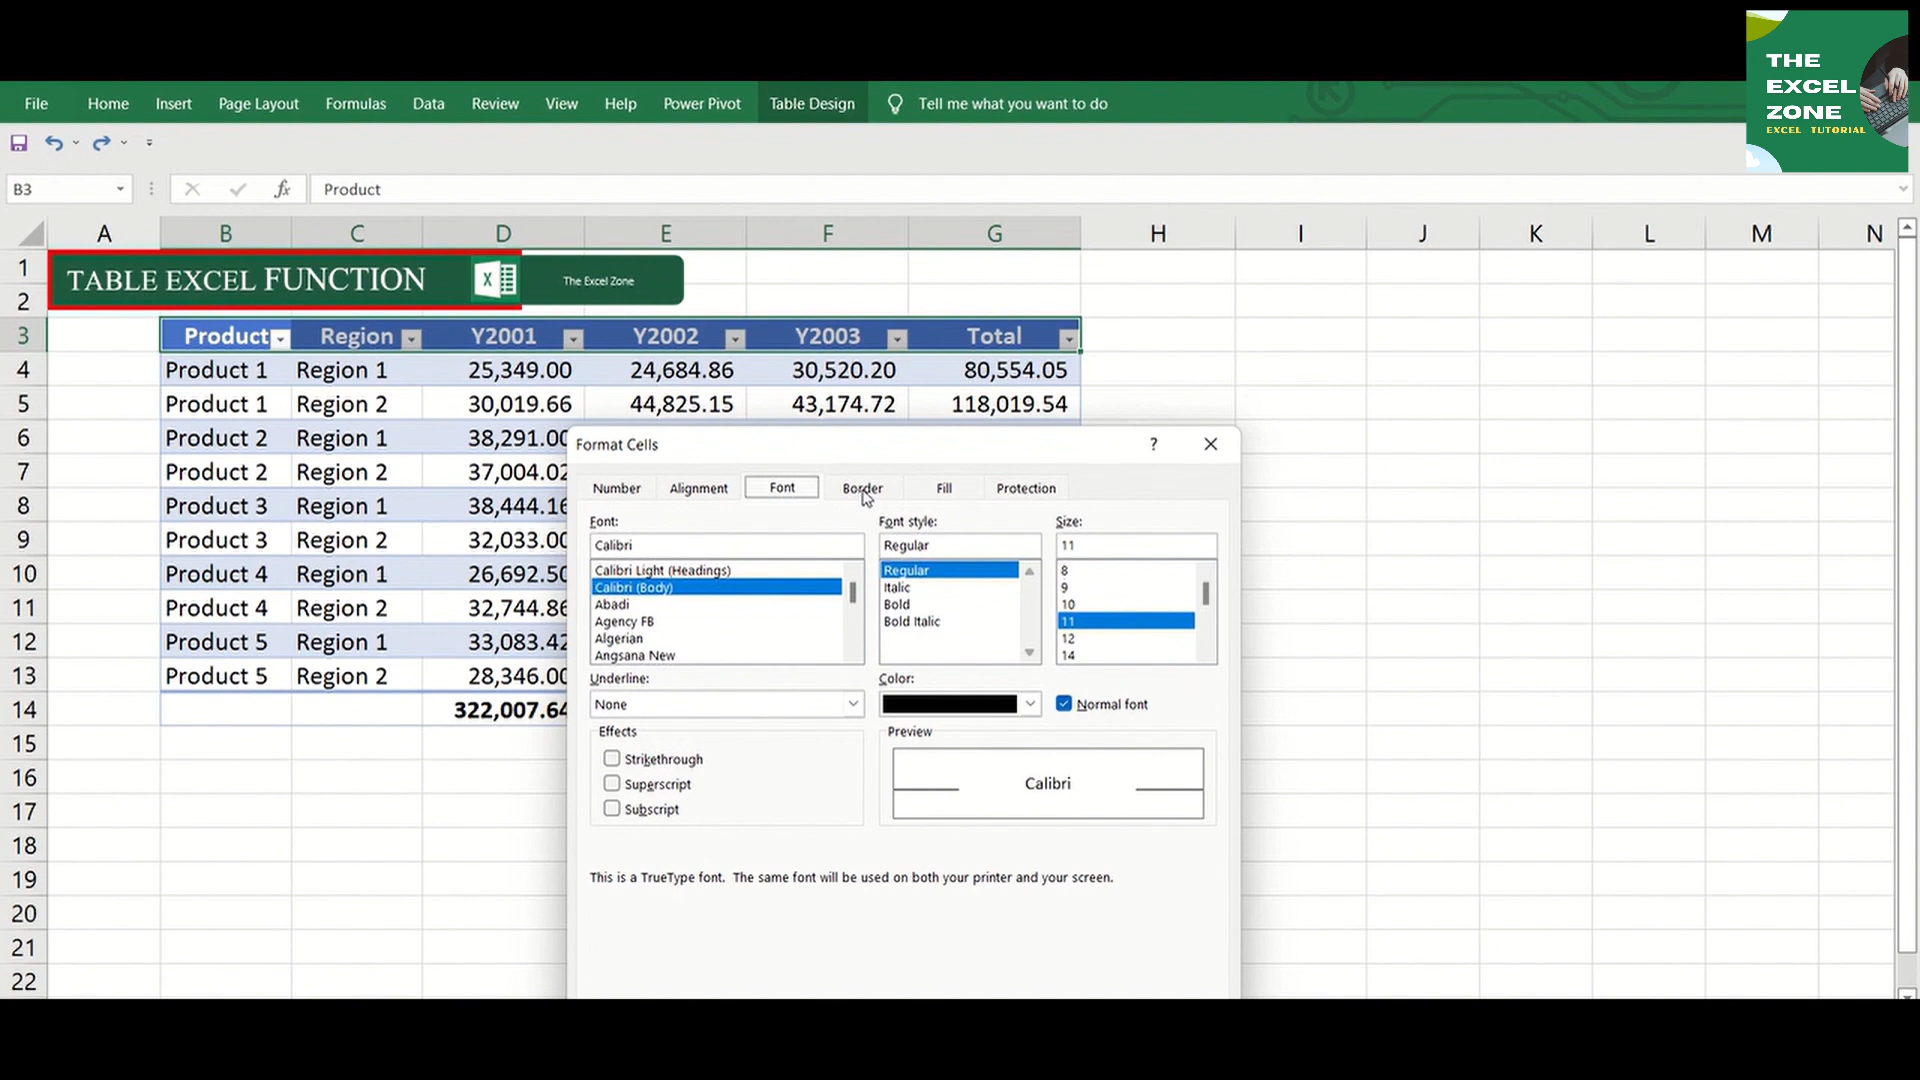 THE
EXCEL
ZONE
EXCEL TUTORIAL
File Home Insert Page Layout Formulas Data Review View Help Power Pivot Table Design Tell me what you want to do
B3 fx Product
A B C D E F G H I J K L M N
1
TABLE EXCEL FUNCTION The Excel Zone
2
3 Product Region Y2001 Y2002 Y2003 Total
4 Product 1 Region 1 25,349.00 24,684.86 30,520.20 80,554.05
5 Product 1 Region 2 30,019.66 44,825.15 43,174.72 118,019.54
6 Product 2 Region 1 38,291.00
7 Product 2 Region 2 37,004.02
8 Product 3 Region 1 38,444.16
9 Product 3 Region 2 32,033.00
10 Product 4 Region 1 26,692.50
11 Product 4 Region 2 32,744.86
12 Product 5 Region 1 33,083.42
13 Product 5 Region 2 28,346.00
14 322,007.64
15
16
17
18
19
20
21
22
Format Cells ?
Number Alignment Font Border Fill Protection
Font: Font style: Size:
Calibri Regular 11
Calibri Light (Headings) Regular 8
Calibri (Body) Italic 9
Abadi Bold 10
Agency FB Bold Italic 11
Algerian 12
Angsana New 14
Underline: Color:
None Normal font
Effects Preview
Strikethrough
Superscript Calibri
Subscript
This is a TrueType font. The same font will be used on both your printer and your screen.